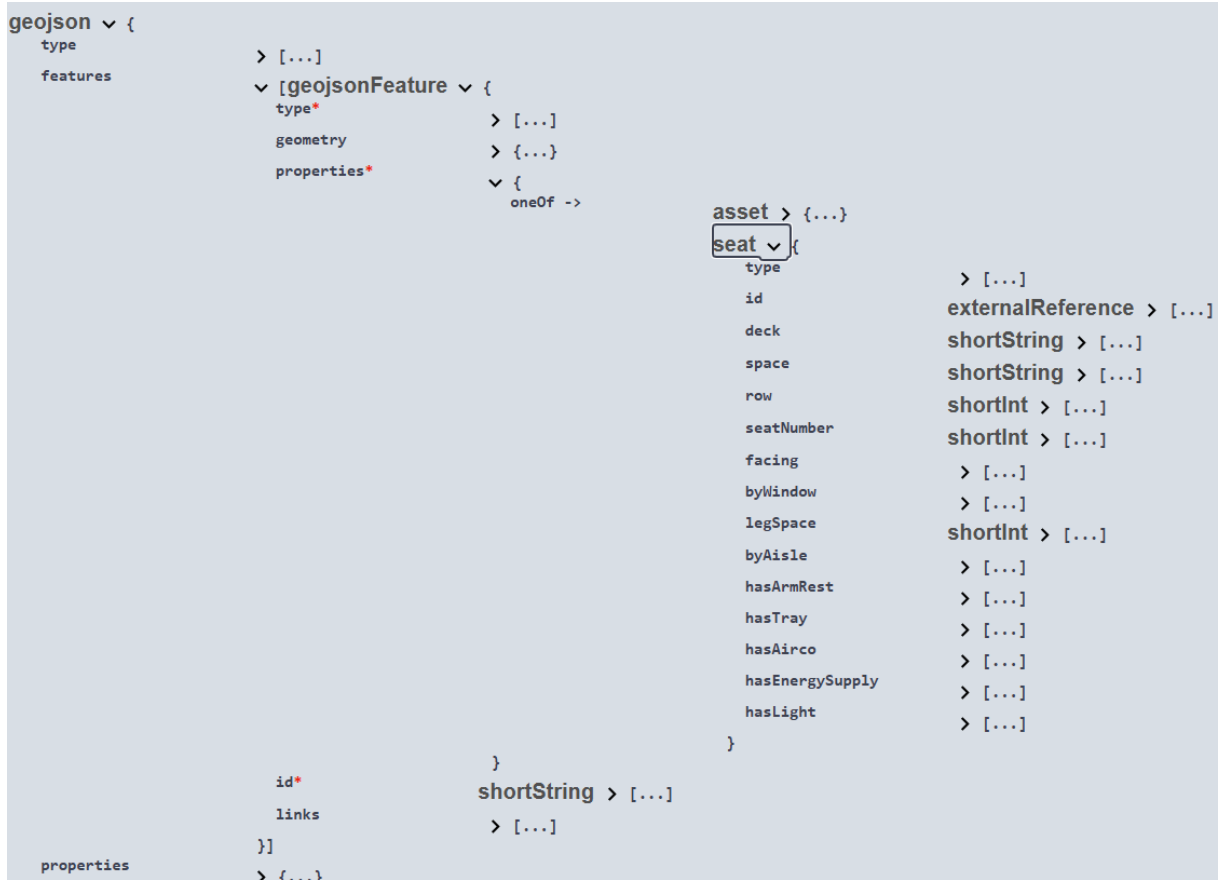 geojson {
type [...]
features [geojsonFeature {
type* [...]
geometry {...}
properties* {
oneOf ->
asset {...}
seat {
type [...]
id externalReference [...]
deck shortString [...]
space shortString [...]
row shortInt [...]
seatNumber shortInt [...]
facing [...]
byWindow [...]
legSpace shortInt [...]
byAisle [...]
hasArmRest [...]
hasTray [...]
hasAirco [...]
hasEnergySupply [...]
hasLight [...]
}
}
id* shortString [...]
links [...]
}]
properties {...}